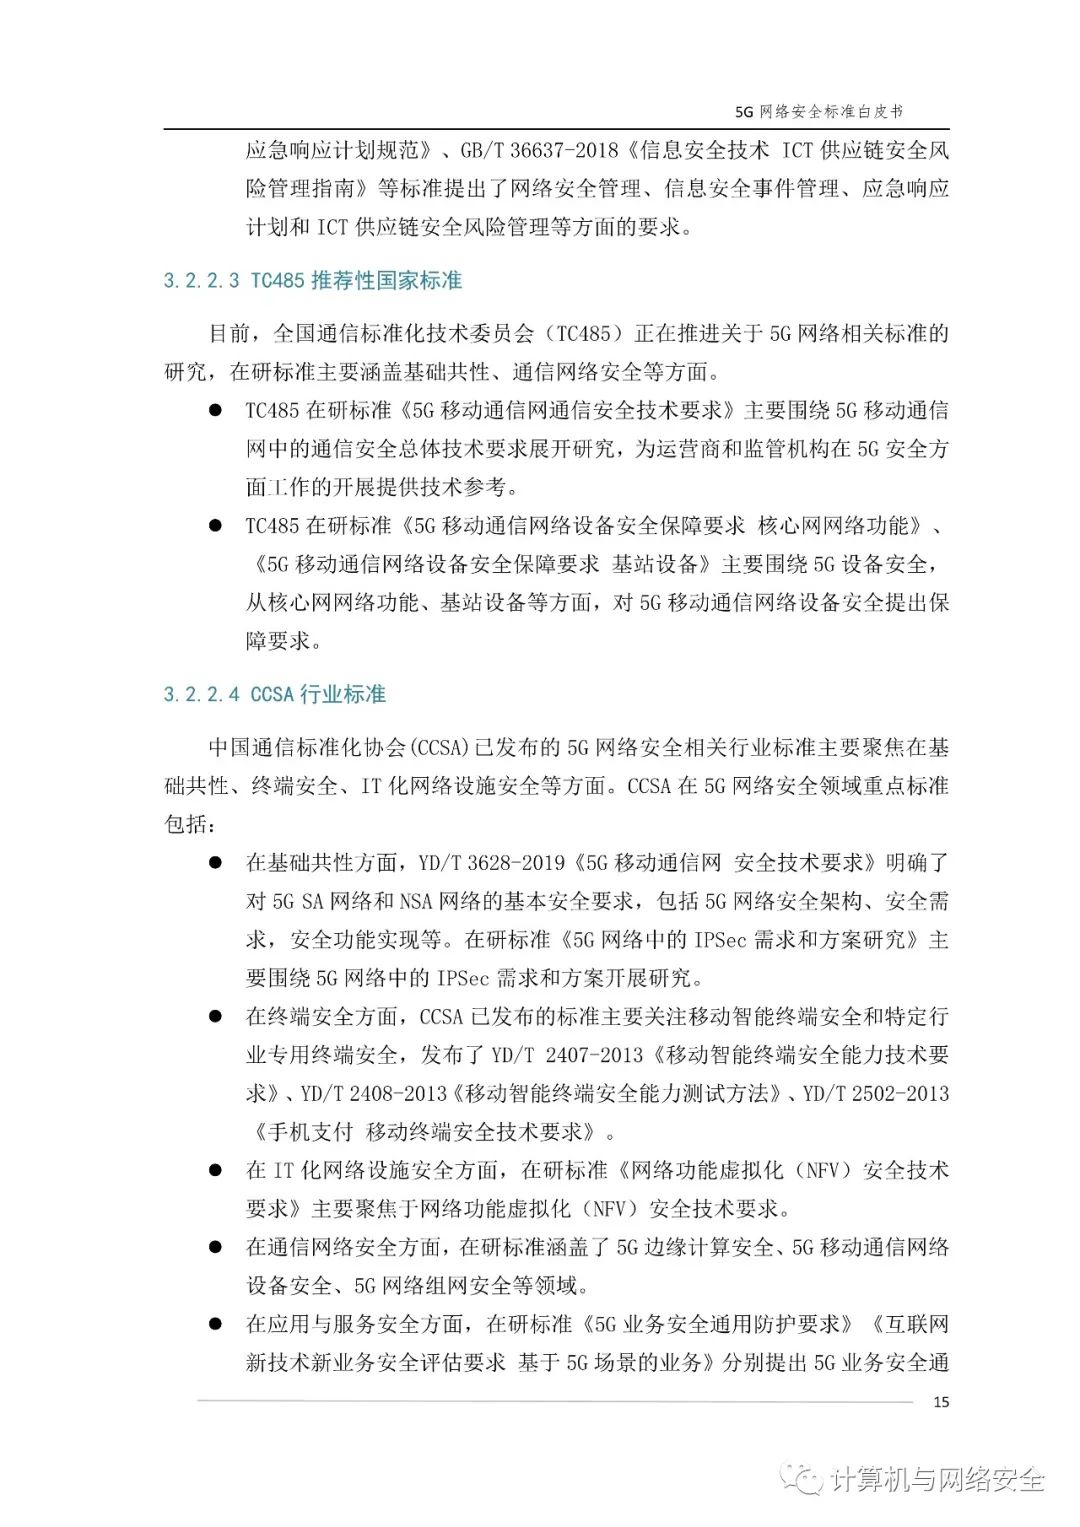 5G 网络安全标准白皮书
应急响应计划规范》、GB/T 36637-2018《信息安全技术 ICT 供应链安全风
险管理指南》等标准提出了网络安全管理、信息安全事件管理、应急响应
计划和 ICT 供应链安全风险管理等方面的要求。
3.2.2.3 TC485 推荐性国家标准
目前，全国通信标准化技术委员会（TC485）正在推进关于 5G 网络相关标准的
研究，在研标准主要涵盖基础共性、通信网络安全等方面。
● TC485 在研标准《5G 移动通信网通信安全技术要求》主要围绕 5G 移动通信
网中的通信安全总体技术要求展开研究，为运营商和监管机构在 5G 安全方
面工作的开展提供技术参考。
● TC485 在研标准《5G 移动通信网络设备安全保障要求 核心网网络功能》、
《5G 移动通信网络设备安全保障要求 基站设备》主要围绕 5G 设备安全，
从核心网网络功能、基站设备等方面，对 5G 移动通信网络设备安全提出保
障要求。
3.2.2.4 CCSA 行业标准
中国通信标准化协会(CCSA)已发布的 5G 网络安全相关行业标准主要聚焦在基
础共性、终端安全、IT 化网络设施安全等方面。CCSA 在 5G 网络安全领域重点标准
包括：
● 在基础共性方面，YD/T 3628-2019《5G 移动通信网 安全技术要求》明确了
对 5G SA 网络和 NSA 网络的基本安全要求，包括 5G 网络安全架构、安全需
求，安全功能实现等。在研标准《5G 网络中的 IPSec 需求和方案研究》主
要围绕 5G 网络中的 IPSec 需求和方案开展研究。
● 在终端安全方面，CCSA 已发布的标准主要关注移动智能终端安全和特定行
业专用终端安全，发布了 YD/T 2407-2013《移动智能终端安全能力技术要
求》、YD/T 2408-2013《移动智能终端安全能力测试方法》、YD/T 2502-2013
《手机支付 移动终端安全技术要求》。
● 在 IT 化网络设施安全方面，在研标准《网络功能虚拟化（NFV）安全技术
要求》主要聚焦于网络功能虚拟化（NFV）安全技术要求。
● 在通信网络安全方面，在研标准涵盖了 5G 边缘计算安全、5G 移动通信网络
设备安全、5G 网络组网安全等领域。
● 在应用与服务安全方面，在研标准《5G 业务安全通用防护要求》《互联网
新技术新业务安全评估要求 基于 5G 场景的业务》分别提出 5G 业务安全通
15
计算机与网络安全